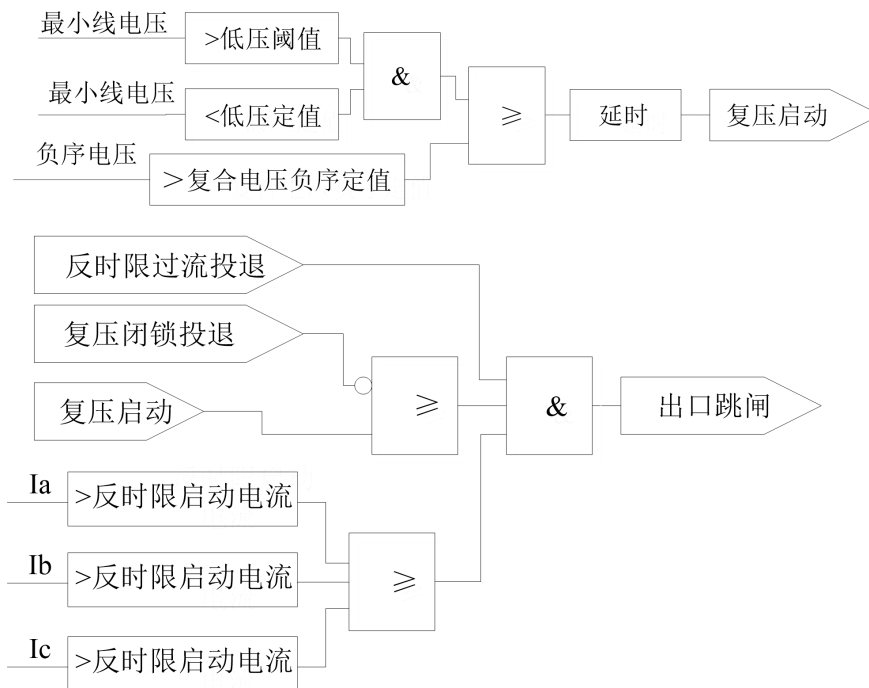 最小线电压
>低压阈值
&
最小线电压
<低压定值
≥
延时
复压启动
负序电压
>复合电压负序定值
反时限过流投退
复压闭锁投退
≥
&
出口跳闸
复压启动
Ia
>反时限启动电流
Ib
>反时限启动电流
≥
Ic
>反时限启动电流